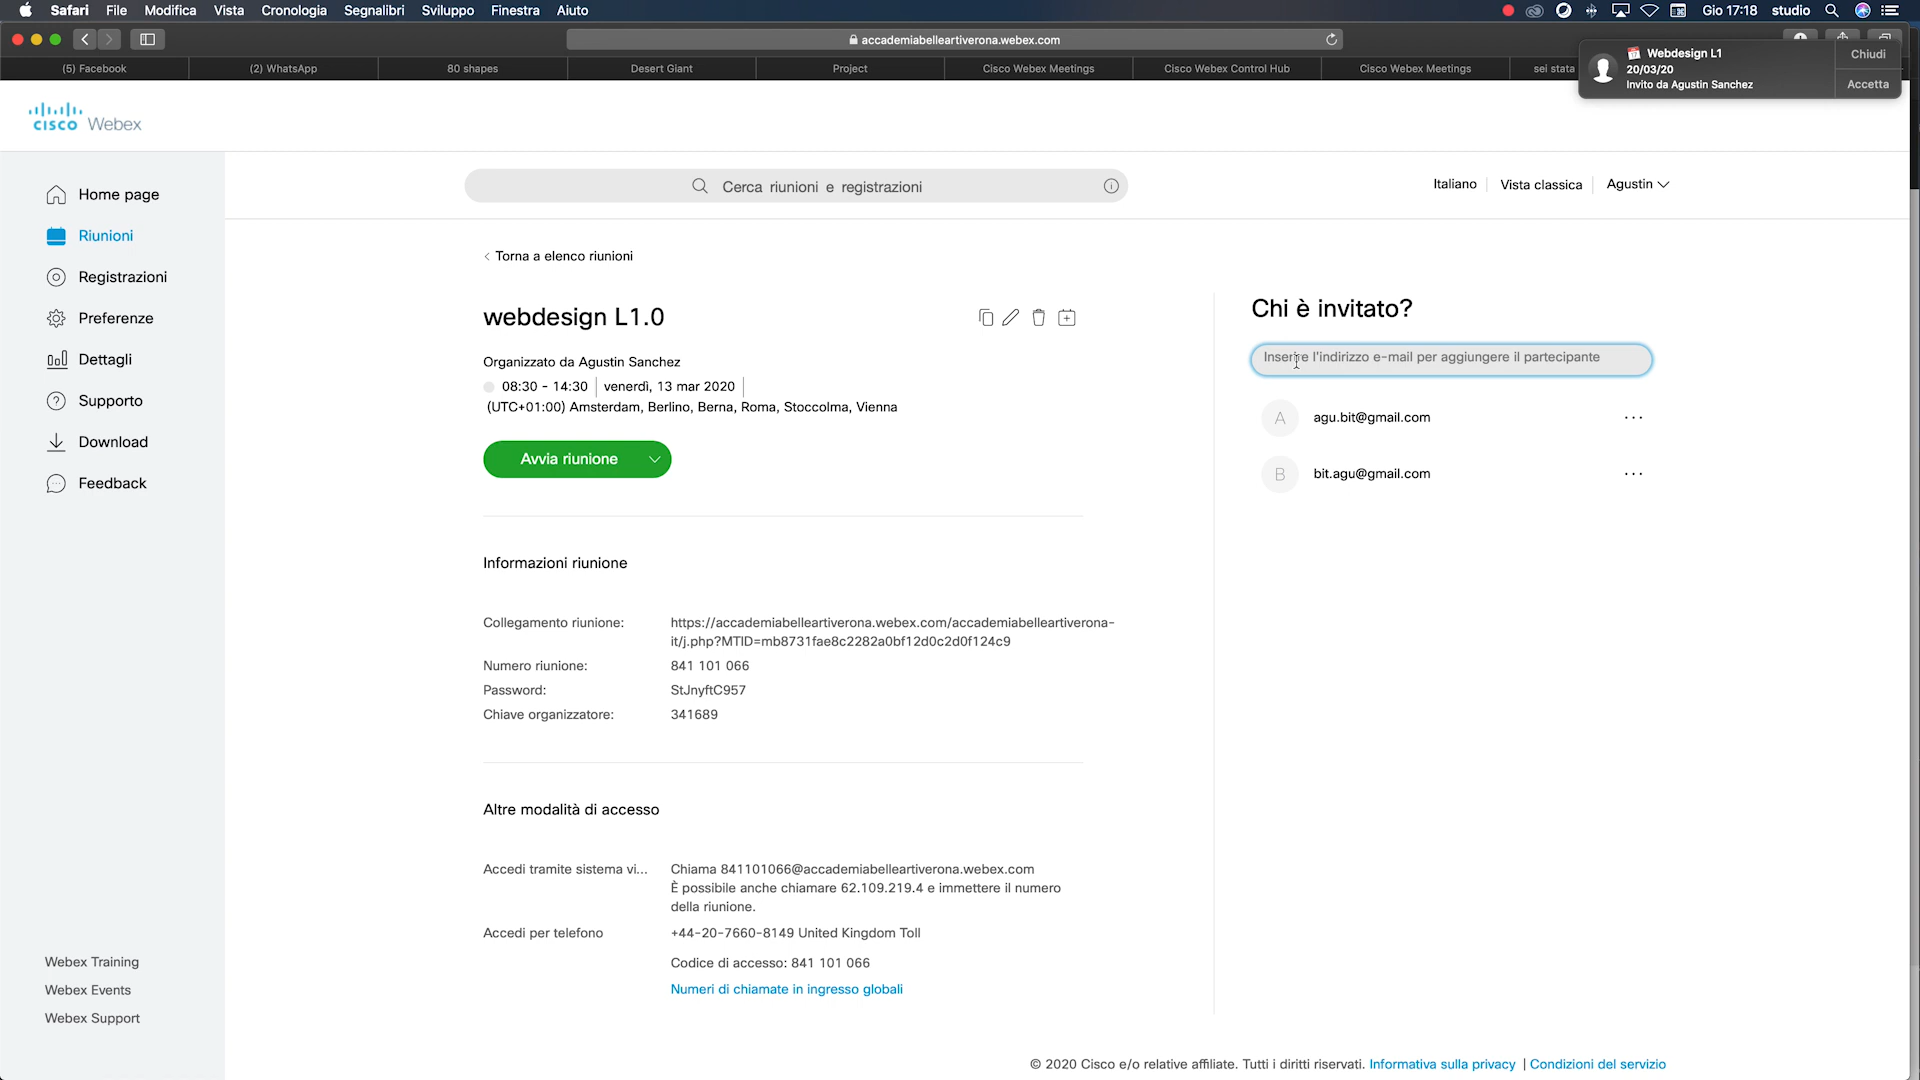 Safari File Modifica Vista Cronologia Segnalibri Sviluppo Finestra Aiuto Gio 17:18 studio
accademiabelleartiverona.webex.com
(5) Facebook (2) WhatsApp 80 shapes Desert Giant Project Cisco Webex Meetings Cisco Webex Control Hub Cisco Webex Meetings sei stata
Webdesign L1
20/03/20
Invito da Agustin Sanchez
Chiudi
Accetta
CISCO Webex
Cerca riunioni e registrazioni
Italiano Vista classica Agustin
Home page
Riunioni
Registrazioni
Preferenze
Dettagli
Supporto
Download
Feedback
Webex Training
Webex Events
Webex Support
Torna a elenco riunioni
webdesign L1.0
Organizzato da Agustin Sanchez
08:30 - 14:30 venerdì, 13 mar 2020
(UTC+01:00) Amsterdam, Berlino, Berna, Roma, Stoccolma, Vienna
Avvia riunione
Informazioni riunione
Collegamento riunione: https://accademiabelleartiverona.webex.com/accademiabelleartiverona-
it/j.php?MTID=mb8731fae8c2282a0bf12d0c2d0f124c9
Numero riunione: 841 101 066
Password: StJnyftC957
Chiave organizzatore: 341689
Altre modalità di accesso
Accedi tramite sistema vi... Chiama 841101066@accademiabelleartiverona.webex.com
È possibile anche chiamare 62.109.219.4 e immettere il numero
della riunione.
Accedi per telefono +44-20-7660-8149 United Kingdom Toll
Codice di accesso: 841 101 066
Numeri di chiamate in ingresso globali
Chi è invitato?
Inserire l'indirizzo e-mail per aggiungere il partecipante
A agu.bit@gmail.com ...
B bit.agu@gmail.com ...
© 2020 Cisco e/o relative affiliate. Tutti i diritti riservati. Informativa sulla privacy | Condizioni del servizio